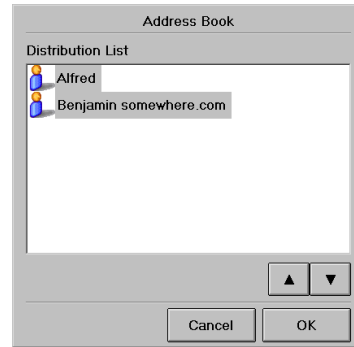 Address Book
Distribution List
Alfred
Benjamin somewhere.com
Cancel OK